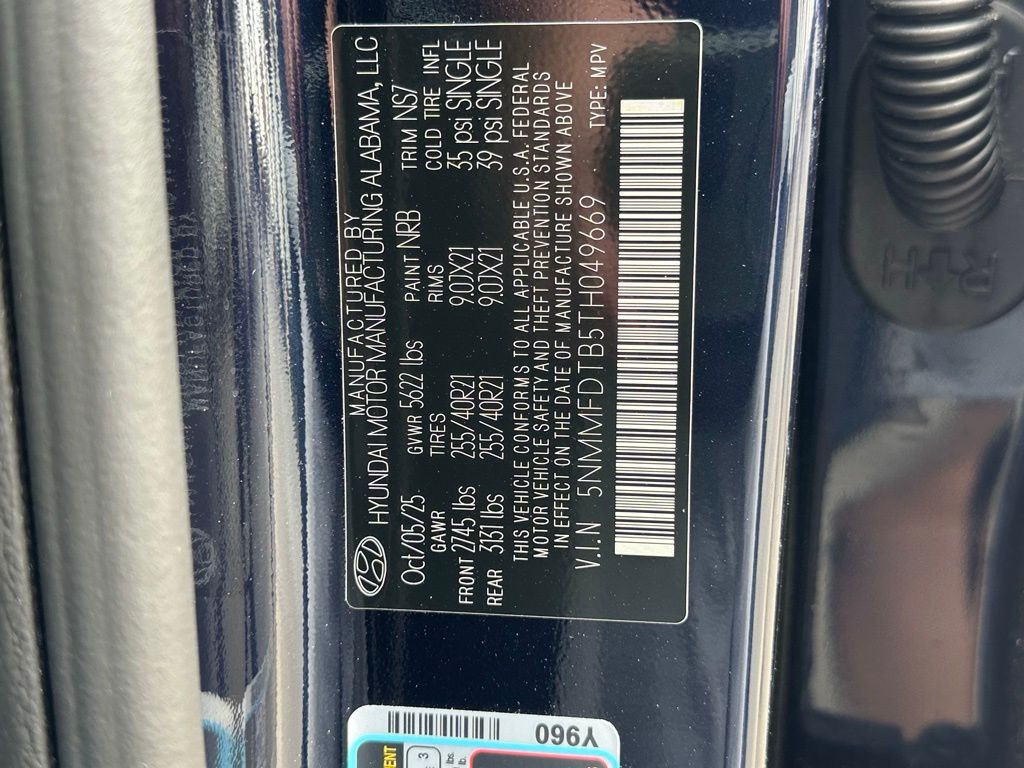 MANUFACTURED BY
HYUNDAI MOTOR MANUFACTURING ALABAMA, LLC
Oct/05/25 GVWR 5622 lbs PAINT NRB TRIM NS7
GAWR TIRES RIMS COLD TIRE INFL
FRONT 2745 lbs 255/40R21 9.0JX21 35 psi SINGLE
REAR 3131 lbs 255/40R21 9.0JX21 39 psi SINGLE
THIS VEHICLE CONFORMS TO ALL APPLICABLE U.S.A. FEDERAL
MOTOR VEHICLE SAFETY AND THEFT PREVENTION STANDARDS
IN EFFECT ON THE DATE OF MANUFACTURE SHOWN ABOVE
V.I.N 5NMMFDTB5TH049669 TYPE: MPV
Y960
3
lbs.
RH